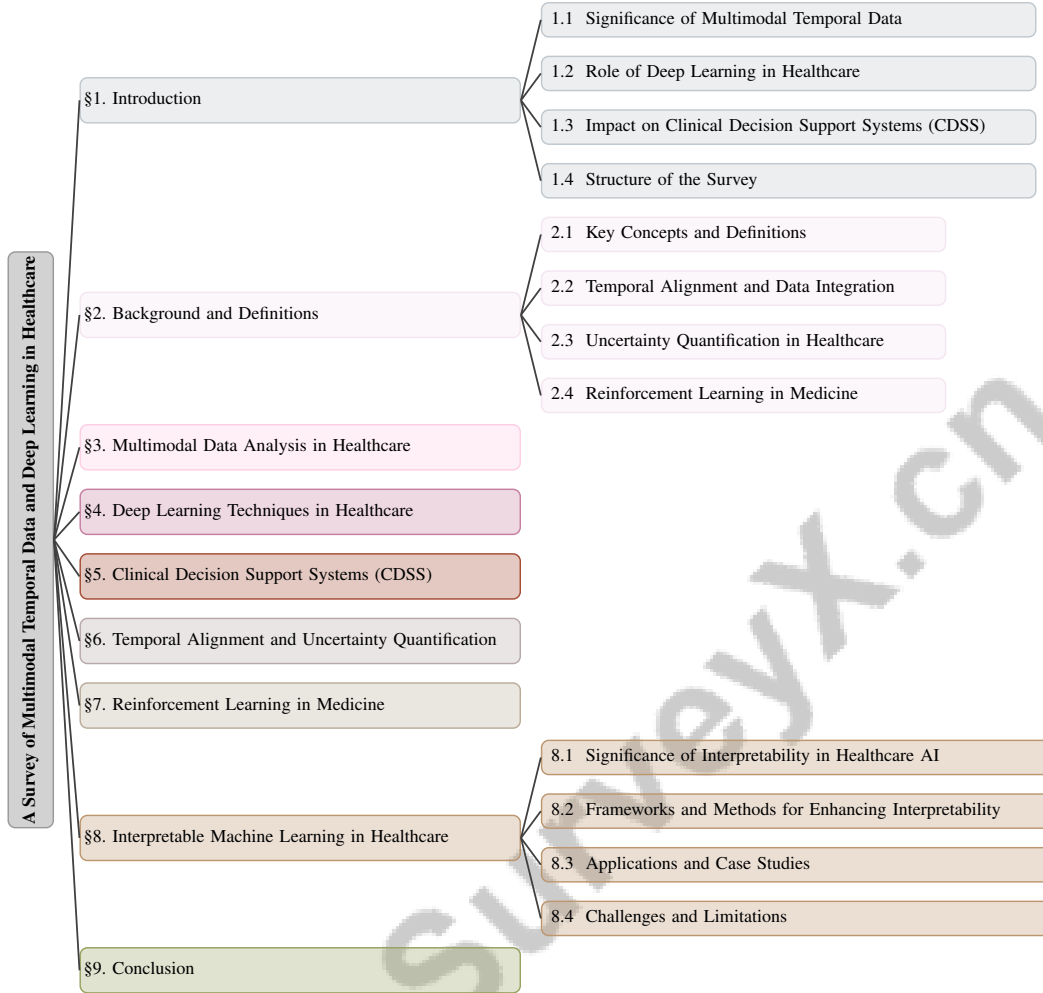 A Survey of Multimodal Temporal Data and Deep Learning in Healthcare
§1. Introduction
1.1 Significance of Multimodal Temporal Data
1.2 Role of Deep Learning in Healthcare
1.3 Impact on Clinical Decision Support Systems (CDSS)
1.4 Structure of the Survey
§2. Background and Definitions
2.1 Key Concepts and Definitions
2.2 Temporal Alignment and Data Integration
2.3 Uncertainty Quantification in Healthcare
2.4 Reinforcement Learning in Medicine
§3. Multimodal Data Analysis in Healthcare
§4. Deep Learning Techniques in Healthcare
§5. Clinical Decision Support Systems (CDSS)
§6. Temporal Alignment and Uncertainty Quantification
§7. Reinforcement Learning in Medicine
§8. Interpretable Machine Learning in Healthcare
8.1 Significance of Interpretability in Healthcare AI
8.2 Frameworks and Methods for Enhancing Interpretability
8.3 Applications and Case Studies
8.4 Challenges and Limitations
§9. Conclusion
SurveyX.cn